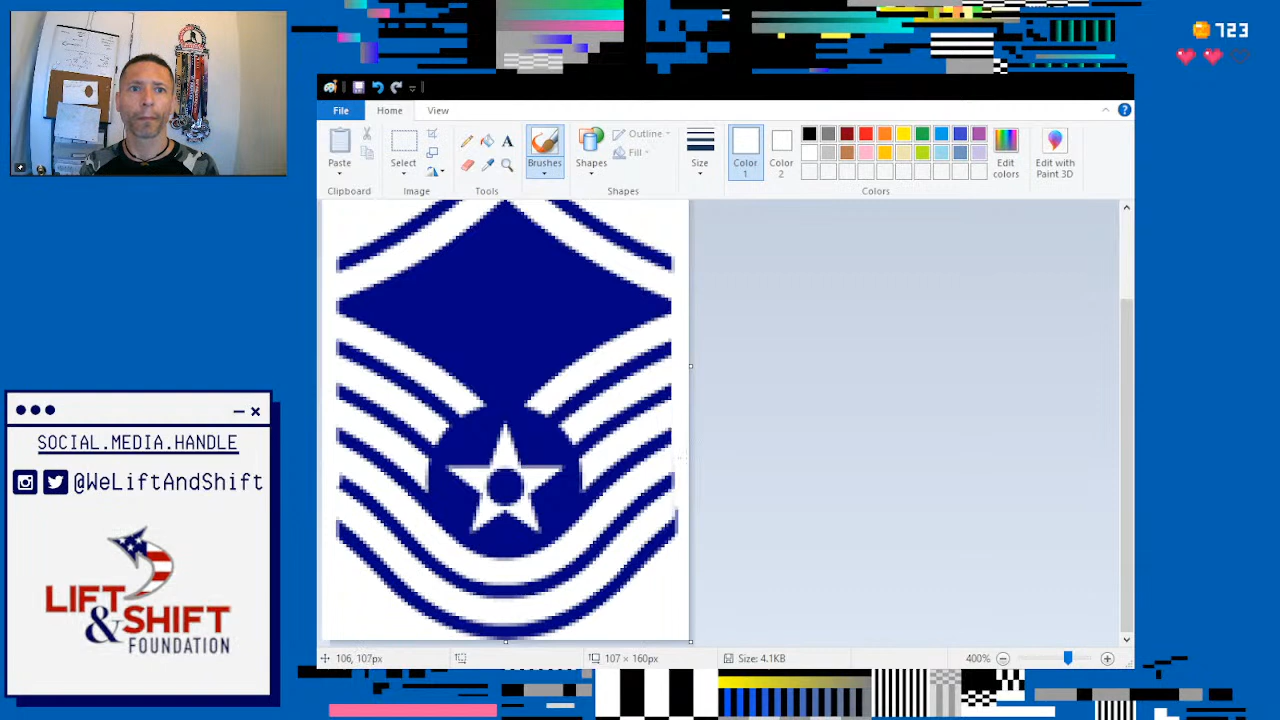 723
File Home View
Paste
Select
Brushes
Shapes
Outline
Fill
Size
Color 1
Color 2
Edit colors
Edit with Paint 3D
Clipboard
Image
Tools
Shapes
Colors
SOCIAL.MEDIA.HANDLE
@WeLiftAndShift
LIFT
& SHIFT
FOUNDATION
106, 107px
107 × 160px
Size: 4.1KB
400%